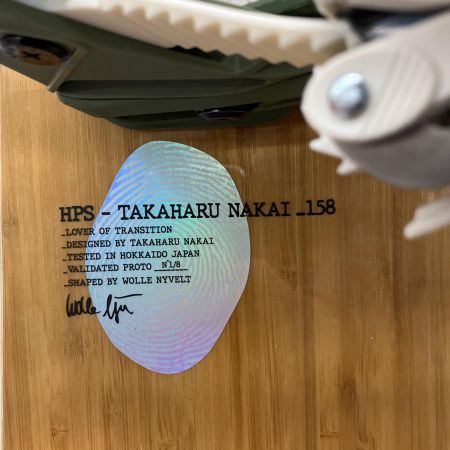 HPS - TAKAHARU NAKAI _158
_LOVER OF TRANSITION
_DESIGNED BY TAKAHARU NAKAI
_TESTED IN HOKKAIDO JAPAN
_VALIDATED PROTO N°1/8
_SHAPED BY WOLLE NYVELT